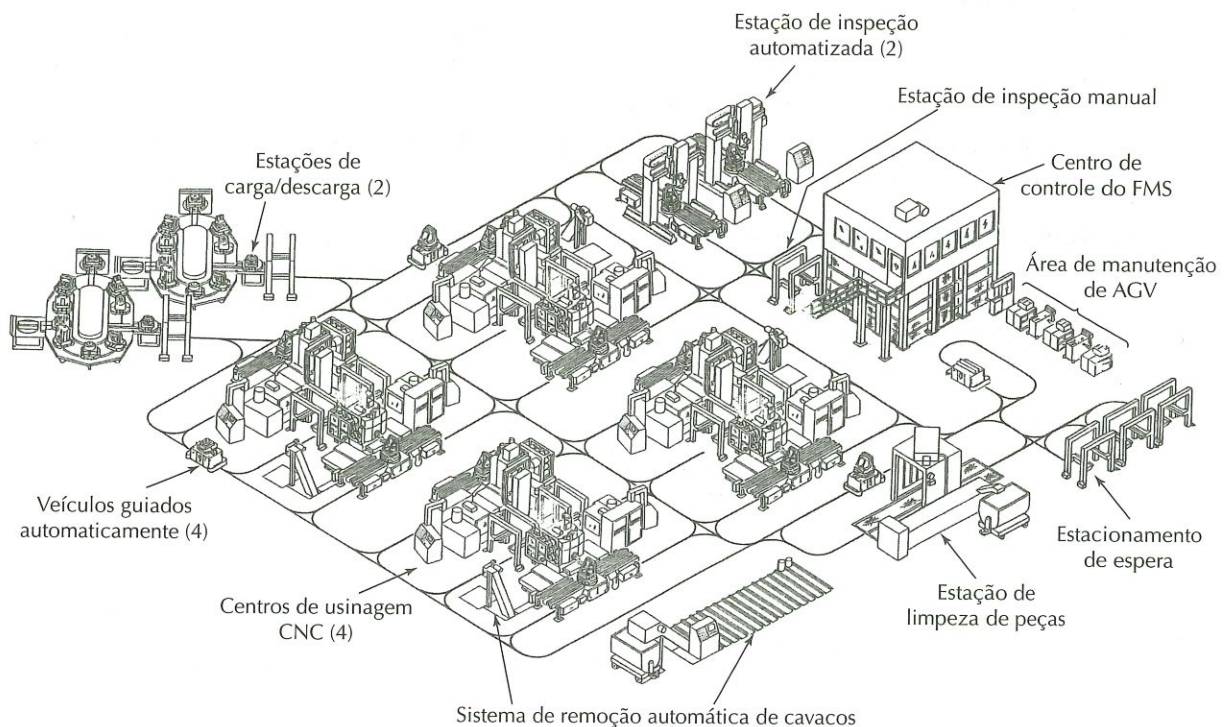 Estação de inspeção
automatizada (2)
Estação de inspeção manual
Estações de
carga/descarga (2)
Centro de
controle do FMS
Área de manutenção
de AGV
Veículos guiados
automaticamente (4)
Estacionamento
de espera
Centros de usinagem
CNC (4)
Estação de
limpeza de peças
Sistema de remoção automática de cavacos